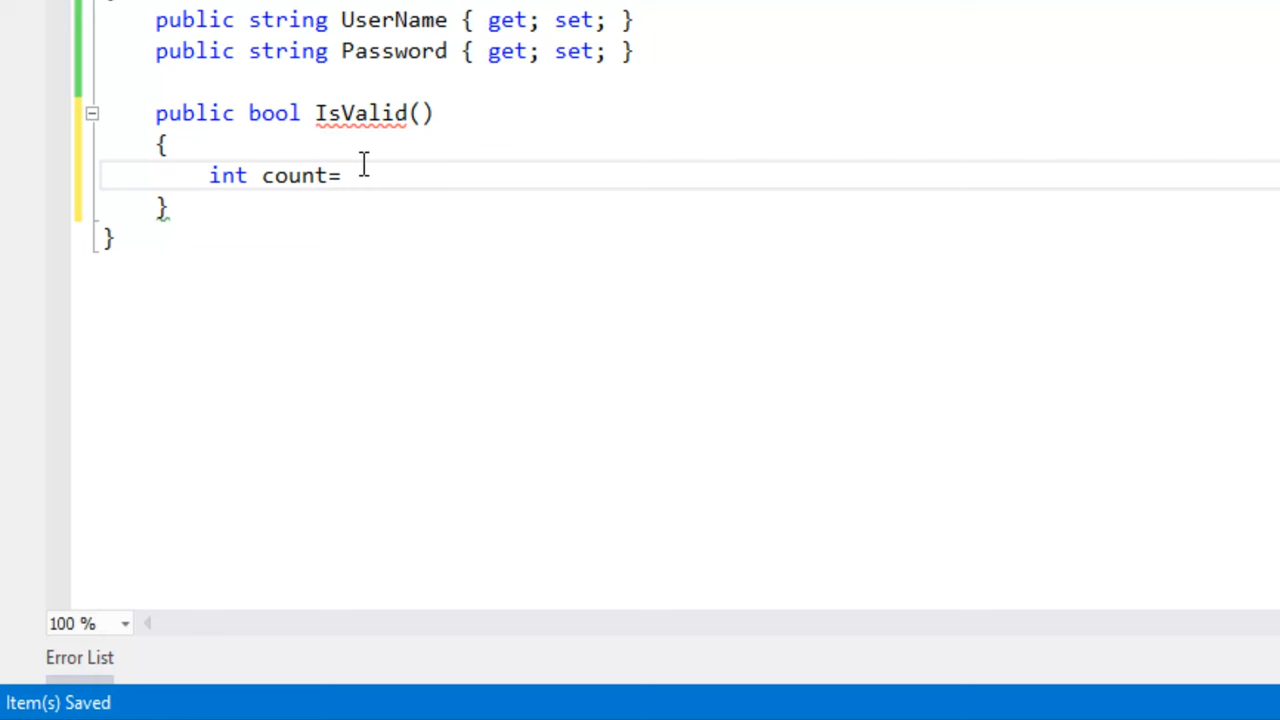 public string UserName { get; set; }
public string Password { get; set; }
public bool IsValid()
{
int count=
}
}
100 %
Error List
Item(s) Saved